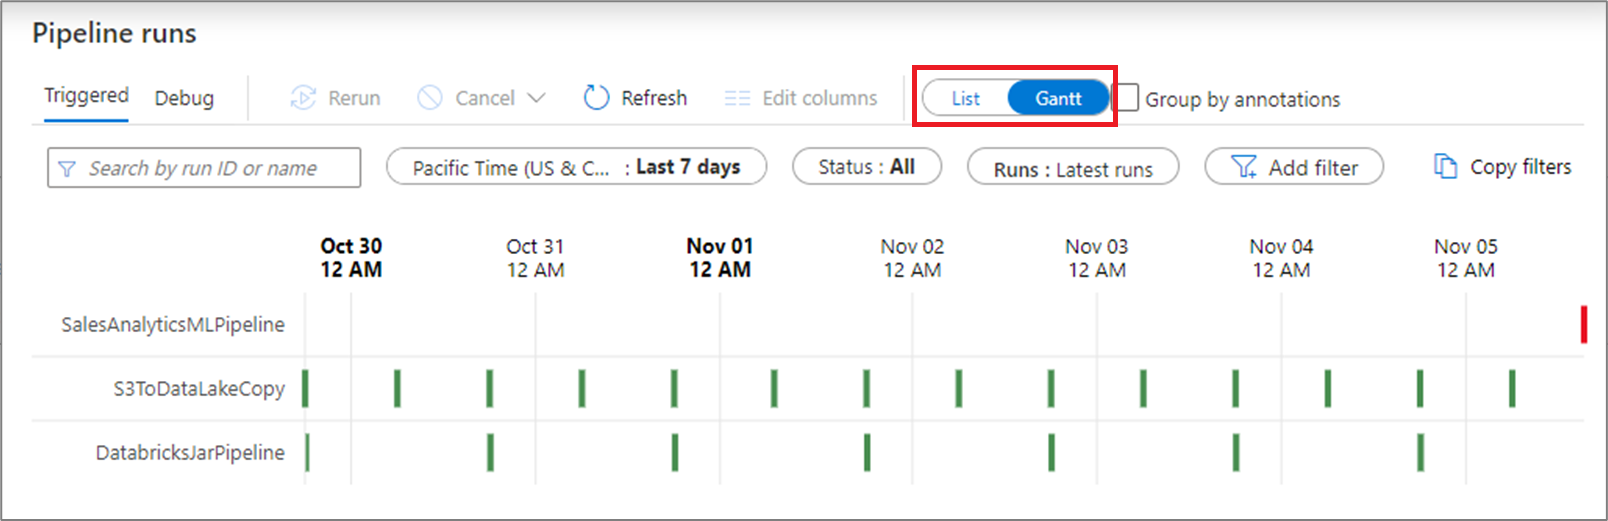 Pipeline runs
Triggered Debug Rerun Cancel Refresh Edit columns List Gantt Group by annotations
Search by run ID or name Pacific Time (US & C... : Last 7 days Status : All Runs : Latest runs Add filter Copy filters
Oct 30 Oct 31 Nov 01 Nov 02 Nov 03 Nov 04 Nov 05
12 AM 12 AM 12 AM 12 AM 12 AM 12 AM 12 AM
SalesAnalyticsMLPipeline
S3ToDataLakeCopy
DatabricksJarPipeline